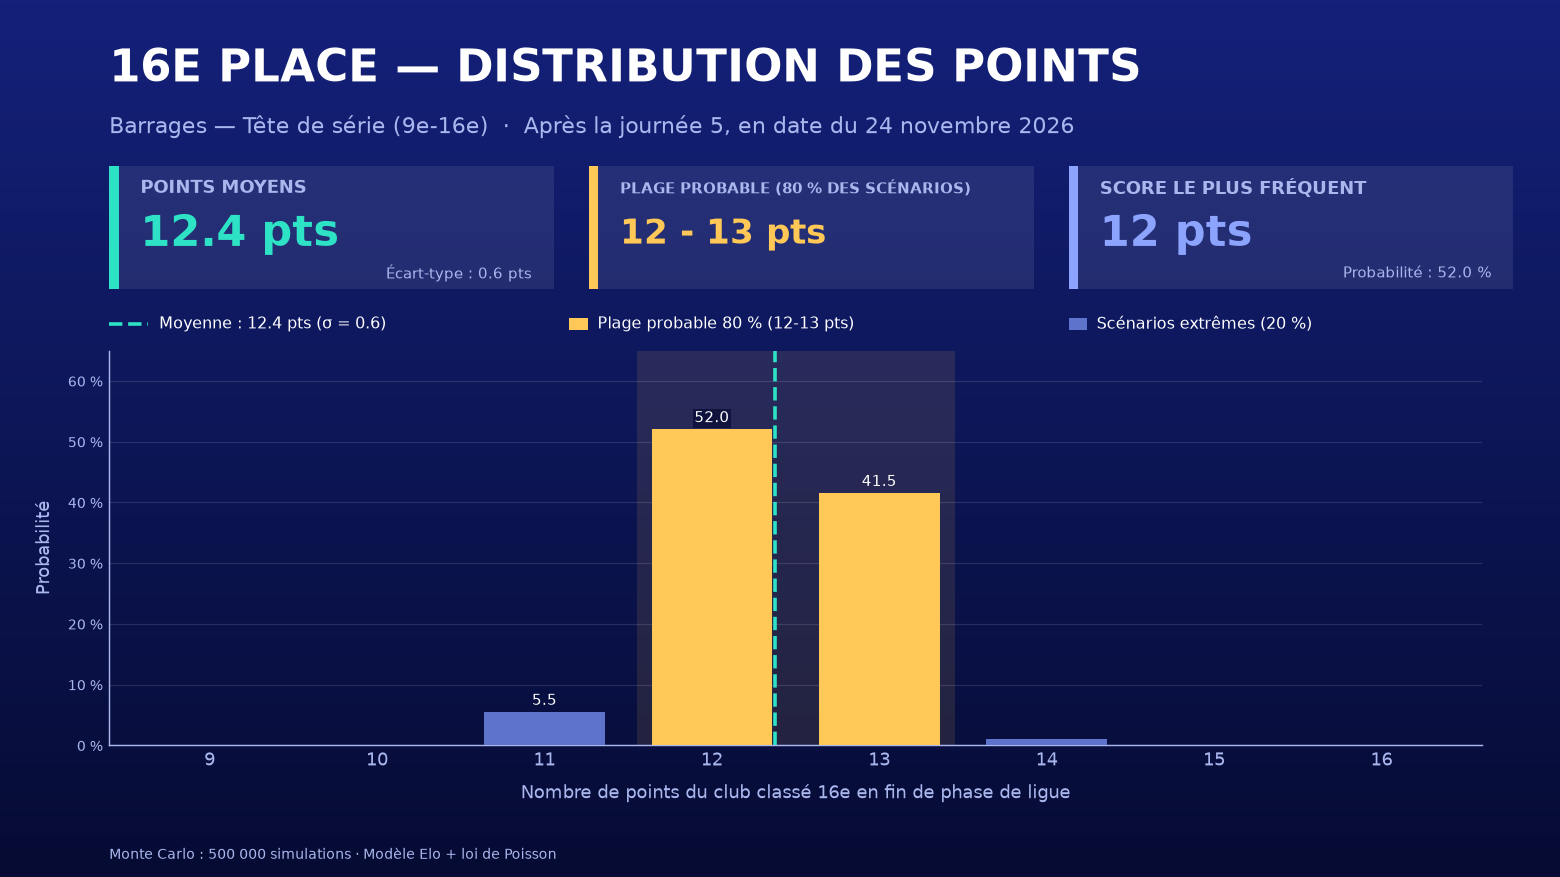 16E PLACE — DISTRIBUTION DES POINTS
Barrages — Tête de série (9e-16e) · Après la journée 5, en date du 24 novembre 2026
POINTS MOYENS
12.4 pts
Écart-type : 0.6 pts
PLAGE PROBABLE (80 % DES SCÉNARIOS)
12 - 13 pts
SCORE LE PLUS FRÉQUENT
12 pts
Probabilité : 52.0 %
Moyenne : 12.4 pts (σ = 0.6)
Plage probable 80 % (12-13 pts)
Scénarios extrêmes (20 %)
Probabilité
60 %
50 %
40 %
30 %
20 %
10 %
0 %
5.5
52.0
41.5
9 10 11 12 13 14 15 16
Nombre de points du club classé 16e en fin de phase de ligue
Monte Carlo : 500 000 simulations · Modèle Elo + loi de Poisson